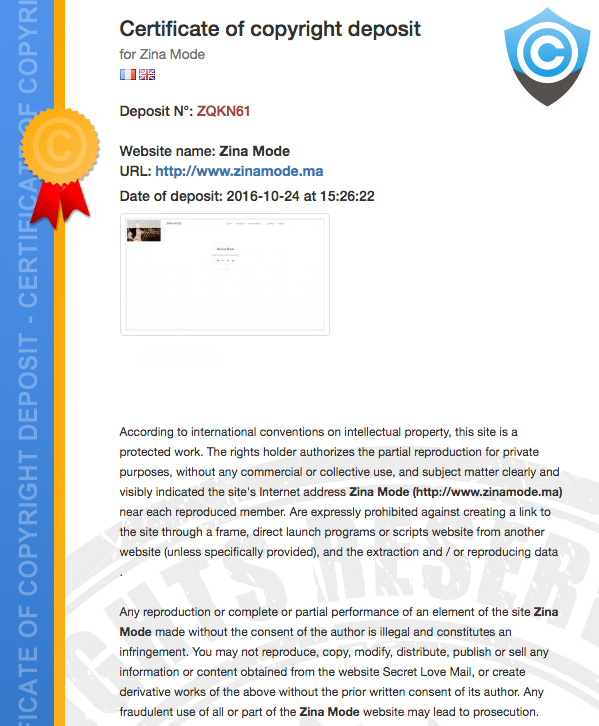 Certificate of copyright deposit
for Zina Mode
Deposit N°: ZQKN61
Website name: Zina Mode
URL: http://www.zinamode.ma
Date of deposit: 2016-10-24 at 15:26:22
According to international conventions on intellectual property, this site is a
protected work. The rights holder authorizes the partial reproduction for private
purposes, without any commercial or collective use, and subject matter clearly and
visibly indicated the site's Internet address Zina Mode (http://www.zinamode.ma)
near each reproduced member. Are expressly prohibited against creating a link to
the site through a frame, direct launch programs or scripts website from another
website (unless specifically provided), and the extraction and / or reproducing data
.
Any reproduction or complete or partial performance of an element of the site Zina
Mode made without the consent of the author is illegal and constitutes an
infringement. You may not reproduce, copy, modify, distribute, publish or sell any
information or content obtained from the website Secret Love Mail, or create
derivative works of the above without the prior written consent of its author. Any
fraudulent use of all or part of the Zina Mode website may lead to prosecution.
ICATE OF COPYRIGHT DEPOSIT - CERTIFICATE OF COPYRI
©
©
GHTS RESER